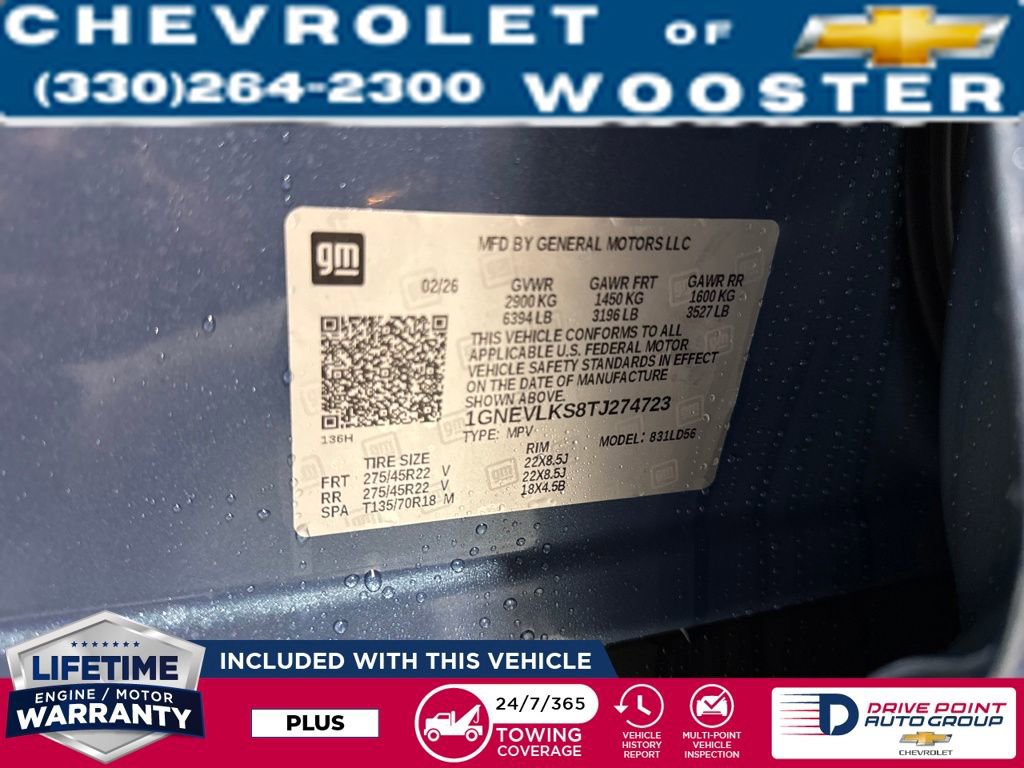 CHEVROLET OF
(330)264-2300 WOOSTER
gm
MFD BY GENERAL MOTORS LLC
02/26 GVWR GAWR FRT GAWR RR
2900 KG 1450 KG 1600 KG
6394 LB 3196 LB 3527 LB
THIS VEHICLE CONFORMS TO ALL
APPLICABLE U.S. FEDERAL MOTOR
VEHICLE SAFETY STANDARDS IN EFFECT
ON THE DATE OF MANUFACTURE
SHOWN ABOVE.
1GNEVLKS8TJ274723
136H
TYPE: MPV MODEL: 831LD56
TIRE SIZE RIM
FRT 275/45R22 V 22X8.5J
RR 275/45R22 V 22X8.5J
SPA T135/70R18 M 18X4.5B
LIFETIME
ENGINE / MOTOR
WARRANTY
INCLUDED WITH THIS VEHICLE
PLUS
24/7/365
TOWING
COVERAGE
VEHICLE
HISTORY
REPORT
MULTI-POINT
VEHICLE
INSPECTION
DRIVE POINT
AUTO GROUP
CHEVROLET